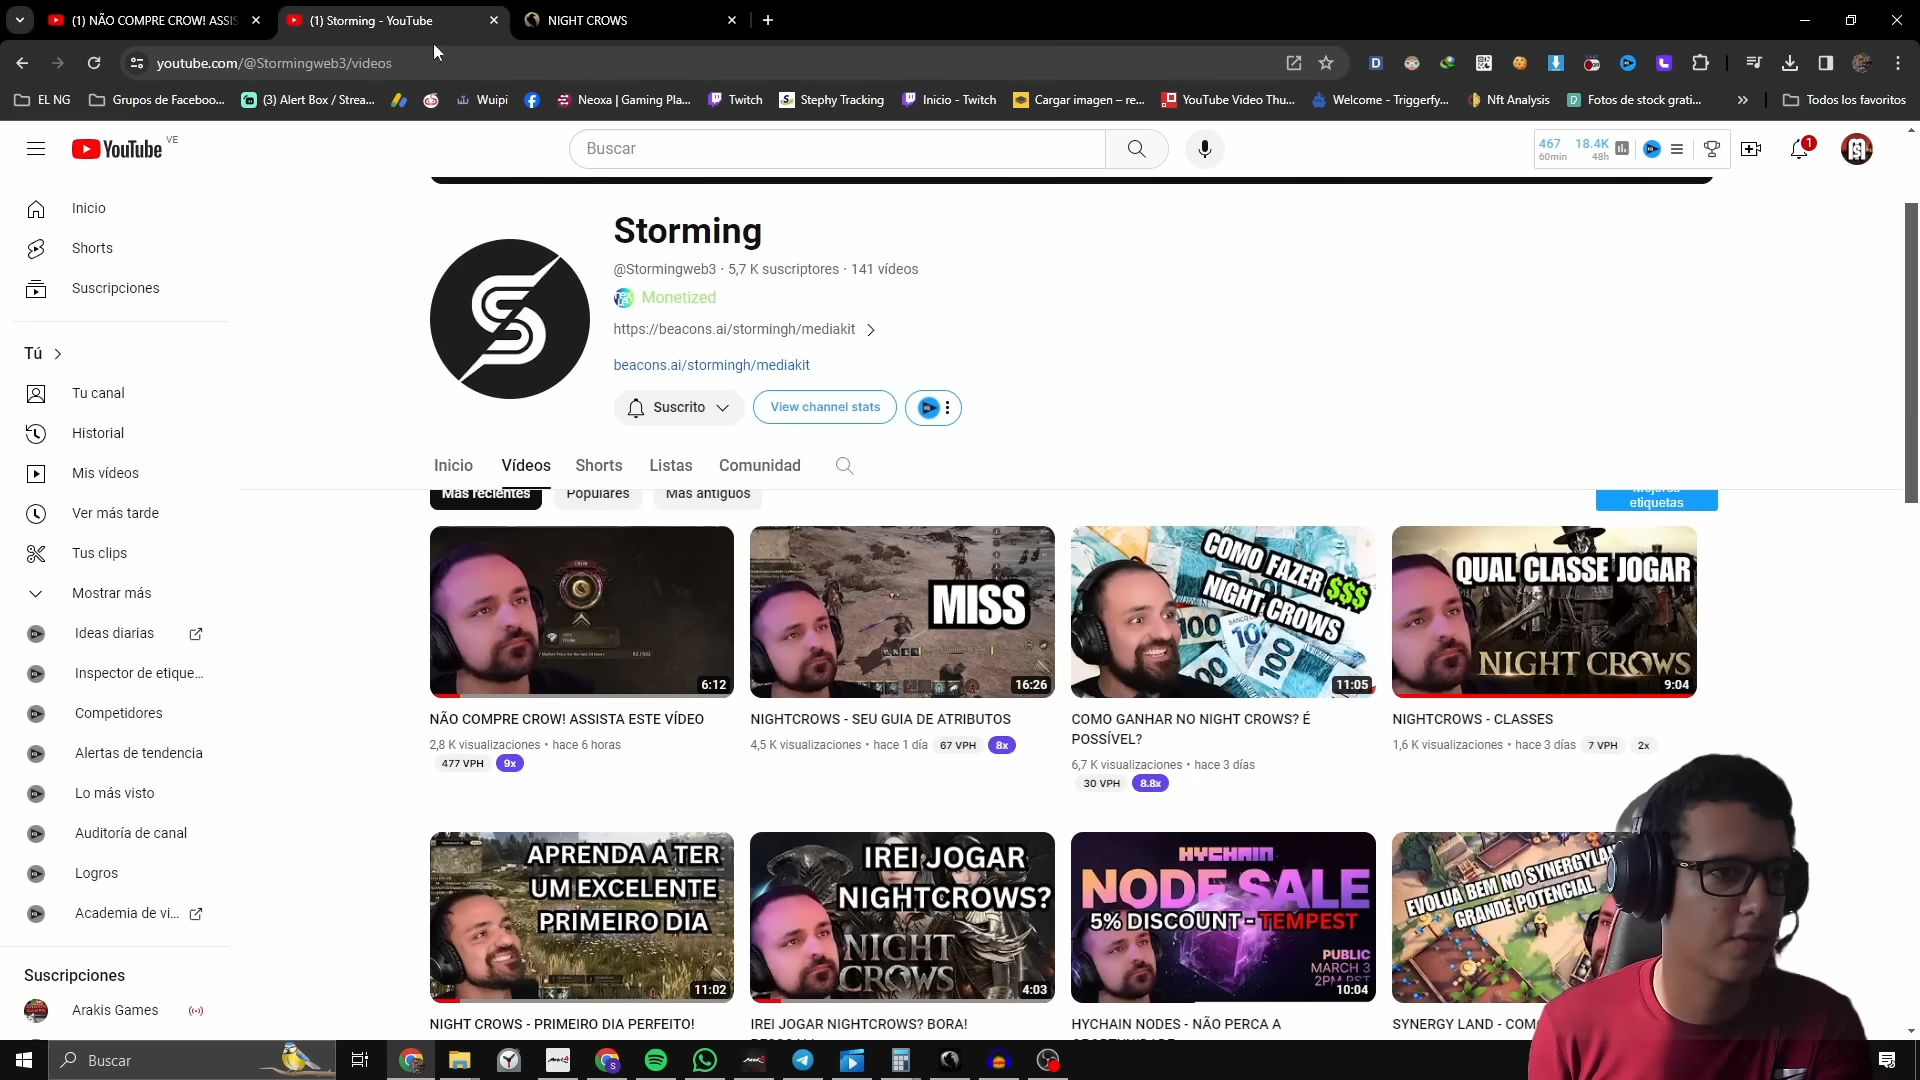 (1) NÃO COMPRE CROW! ASSIS
(1) Storming - YouTube
NIGHT CROWS
youtube.com/@Stormingweb3/videos
EL NG
Grupos de Faceboo...
(3) Alert Box / Strea...
Wuipi
Neoxa | Gaming Pla...
Twitch
Stephy Tracking
Inicio - Twitch
Cargar imagen – re...
YouTube Video Thu...
Welcome - Triggerfy...
Nft Analysis
Fotos de stock grati...
Todos los favoritos
YouTube VE
Buscar
467 18.4K
60min 48h
1
Inicio
Shorts
Suscripciones
Tú
Tu canal
Historial
Mis vídeos
Ver más tarde
Tus clips
Mostrar más
Ideas diarias
Inspector de etique...
Competidores
Alertas de tendencia
Lo más visto
Auditoría de canal
Logros
Academia de vi...
Suscripciones
Arakis Games
Storming
@Stormingweb3 · 5,7 K suscriptores · 141 vídeos
Monetized
https://beacons.ai/stormingh/mediakit
beacons.ai/stormingh/mediakit
Suscrito
View channel stats
Inicio
Vídeos
Shorts
Listas
Comunidad
Más recientes
Populares
Más antiguos
Mejores
etiquetas
6:12
MISS
16:26
COMO FAZER $$$
NIGHT CROWS
11:05
QUAL CLASSE JOGAR
NIGHT CROWS
9:04
NÃO COMPRE CROW! ASSISTA ESTE VÍDEO
2,8 K visualizaciones • hace 6 horas
477 VPH 9x
NIGHTCROWS - SEU GUIA DE ATRIBUTOS
4,5 K visualizaciones • hace 1 día 67 VPH 8x
COMO GANHAR NO NIGHT CROWS? É
POSSÍVEL?
6,7 K visualizaciones • hace 3 días
30 VPH 8.8x
NIGHTCROWS - CLASSES
1,6 K visualizaciones • hace 3 días 7 VPH 2x
APRENDA A TER
UM EXCELENTE
PRIMEIRO DIA
11:02
IREI JOGAR
NIGHTCROWS?
NIGHT
CROWS
4:03
HYCHAIN
NODE SALE
5% DISCOUNT - TEMPEST
PUBLIC
MARCH 3
2PM PST
10:04
EVOLUA BEM NO SYNERGYLAN
GRANDE POTENCIAL
NIGHT CROWS - PRIMEIRO DIA PERFEITO!
IREI JOGAR NIGHTCROWS? BORA!
HYCHAIN NODES - NÃO PERCA A
SYNERGY LAND - COM
Buscar